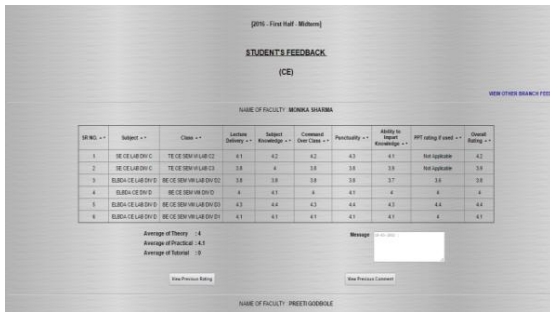 [2016 - First Half - Midterm]
STUDENT'S FEEDBACK
(CE)
VIEW OTHER BRANCH FEED
NAME OF FACULTY :MONIKA SHARMA
SR NO. Subject Class Lecture Delivery Subject Knowledge Command Over Class Punctuality Ability to Impart Knowledge PPT rating if used Overall Rating
1 SE CE LAB DIV C TE CE SEM VI LAB C2 4.1 4.2 4.2 4.3 4.1 Not Applicable 4.2
2 SE CE LAB DIV C TE CE SEM VI LAB C3 3.8 4 3.8 3.8 3.8 Not Applicable 3.9
3 ELBDA CE LAB DIV D BE CE SEM VIII LAB DIV D2 3.8 3.8 3.8 3.8 3.7 3.6 3.8
4 ELBDA CE DIV D BE CE SEM VIII DIV D 4 4.1 4 4.1 4 4 4
5 ELBDA CE LAB DIV D BE CE SEM VIII LAB DIV D3 4.3 4.4 4.3 4.4 4.3 4.4 4.4
6 ELBDA CE LAB DIV D BE CE SEM VIII LAB DIV D1 4.1 4.1 4.1 4.1 4.1 4 4.1
Average of Theory : 4
Average of Practical : 4.1
Average of Tutorial : 0
Message
View Previous Rating
View Previous Comment
NAME OF FACULTY :PREETI GODBOLE